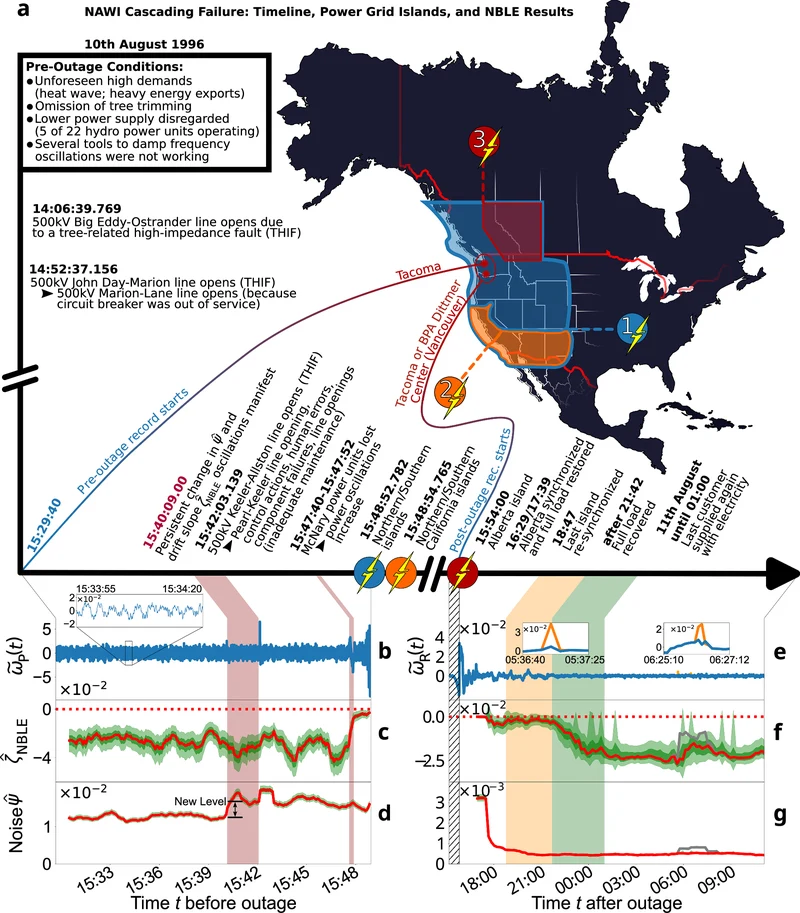 a
NAWI Cascading Failure: Timeline, Power Grid Islands, and NBLE Results
10th August 1996
Pre-Outage Conditions:
●Unforeseen high demands
(heat wave; heavy energy exports)
●Omission of tree trimming
●Lower power supply disregarded
(5 of 22 hydro power units operating)
●Several tools to damp frequency
oscillations were not working
14:06:39.769
500kV Big Eddy-Ostrander line opens due
to a tree-related high-impedance fault (THIF)
14:52:37.156
500kV John Day-Marion line opens (THIF)
➤ 500kV Marion-Lane line opens (because
circuit breaker was out of service)
3
1
2
Tacoma
Tacoma or BPA Dittmer
Center (Vancouver)
Pre-outage record starts
Post-outage rec. starts
15:29:40
15:40:09.00
Persistent change in ψ̂ and
drift slope ζ̂NBLE oscillations manifest
15:42:03.139
500kV Keeler-Allston line opens (THIF)
➤ Pearl-Keeler line opening,
control actions, human errors,
component failures, line openings
(inadequate maintenance)
15:47:40-15:47:52
McNary power units lost
➤ power oscillations
increase
15:48:52.782
Northern/Southern
islands
15:48:54.765
Northern/Southern
California islands
15:54:00
Alberta island
16:29/17:39
Alberta synchronized
and full load restored
18:47
Last island
re-synchronized
after 21:42
Full load
recovered
11th August
until 01:00
Last customer
supplied again
with electricity
15:33:55 15:34:20
×10⁻²
2
0
−2
5
0
−5
×10⁻²
ω̃P(t)
b
0
−4
ζ̂NBLE
c
×10⁻²
1
0
Noise ψ̂
New Level
d
15:33 15:36 15:39 15:42 15:45 15:48
Time t before outage
×10⁻²
4
2
0
ω̃R(t)
×10⁻²
3
0
05:36:40 05:37:25
×10⁻²
2
0
06:25:10 06:27:12
e
×10⁻²
0.0
−2.5
f
×10⁻³
3
2
1
0
g
18:00 21:00 00:00 03:00 06:00 09:00
Time t after outage